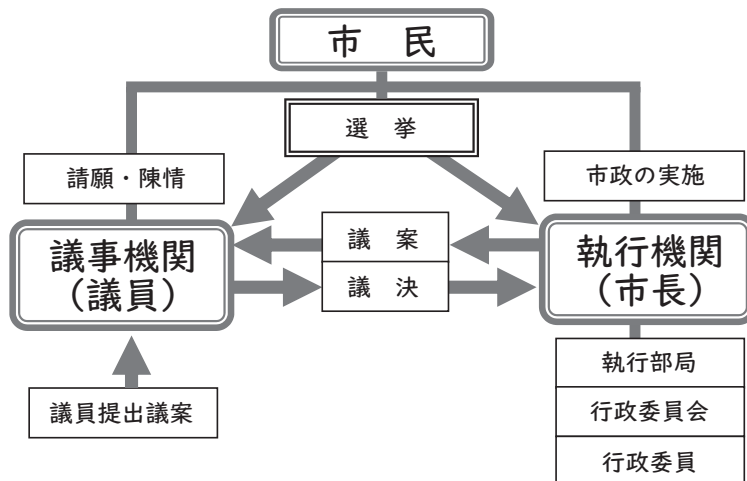 市　民
選　挙
請願・陳情
市政の実施
議事機関
（議員）
議　案
議　決
執行機関
（市長）
議員提出議案
執行部局
行政委員会
行政委員